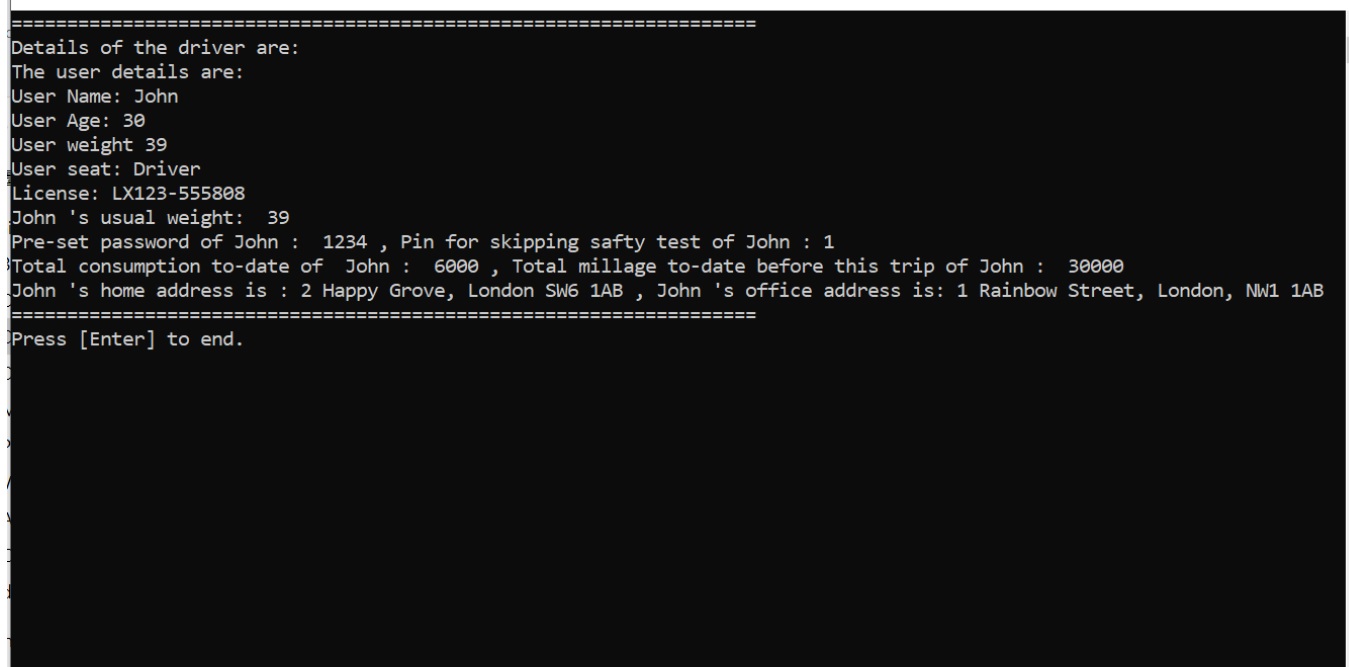 ===================================================================
Details of the driver are:
The user details are:
User Name: John
User Age: 30
User weight 39
User seat: Driver
License: LX123-555808
John 's usual weight:  39
Pre-set password of John :  1234 , Pin for skipping safty test of John : 1
Total consumption to-date of  John :  6000 , Total millage to-date before this trip of John :  30000
John 's home address is : 2 Happy Grove, London SW6 1AB , John 's office address is: 1 Rainbow Street, London, NW1 1AB
===================================================================
Press [Enter] to end.